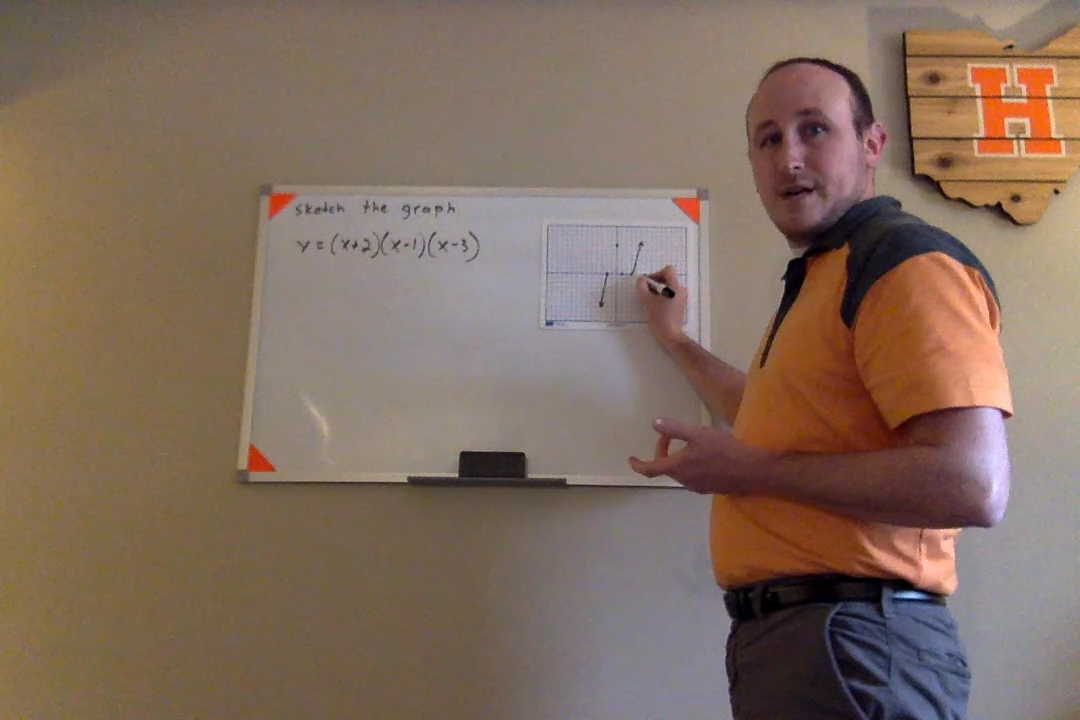 sketch the graph
y = (x+2)(x-1)(x-3)
H